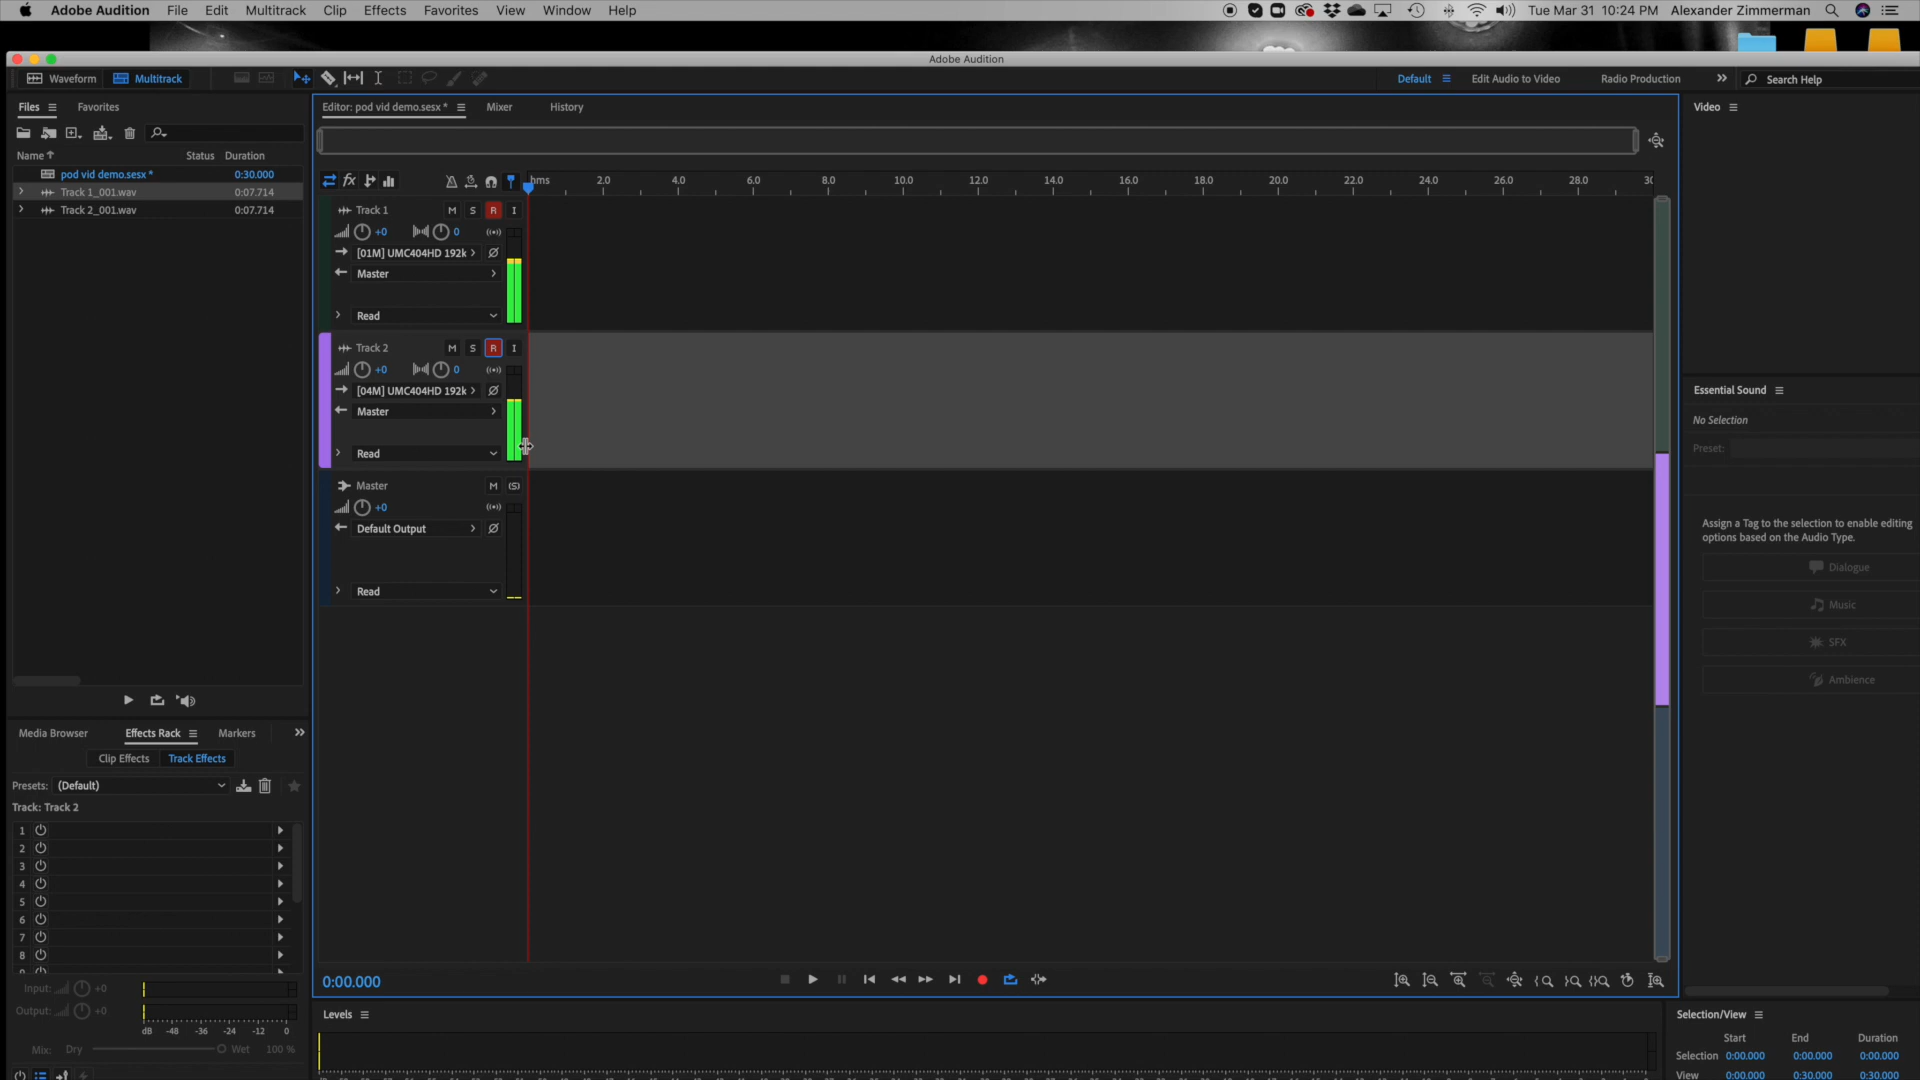 Adobe Audition File Edit Multitrack Clip Effects Favorites View Window Help Tue Mar 31 10:24 PM Alexander Zimmerman
Adobe Audition
Waveform Multitrack Default Edit Audio to Video Radio Production Search Help
Files Favorites
Editor: pod vid demo.sesx * Mixer History
Video
Name Status Duration
pod vid demo.sesx * 0:30.000
Track 1_001.wav 0:07.714
Track 2_001.wav 0:07.714
hms 2.0 4.0 6.0 8.0 10.0 12.0 14.0 16.0 18.0 20.0 22.0 24.0 26.0 28.0 30
Track 1 M S R I
+0 0
[01M] UMC404HD 192k
Master
Read
Track 2 M S R I
+0 0
[04M] UMC404HD 192k
Master
Read
Master M (S)
+0
Default Output
Read
Essential Sound
No Selection
Preset:
Assign a Tag to the selection to enable editing
options based on the Audio Type.
Dialogue
Music
SFX
Ambience
Media Browser Effects Rack Markers
Clip Effects Track Effects
Presets: (Default)
Track: Track 2
1
2
3
4
5
6
7
8
Input: +0
Output: +0
dB -48 -36 -24 -12 0
Mix: Dry Wet 100 %
0:00.000
Levels
Selection/View
Start End Duration
Selection 0:00.000 0:00.000 0:00.000
View 0:00.000 0:30.000 0:30.000